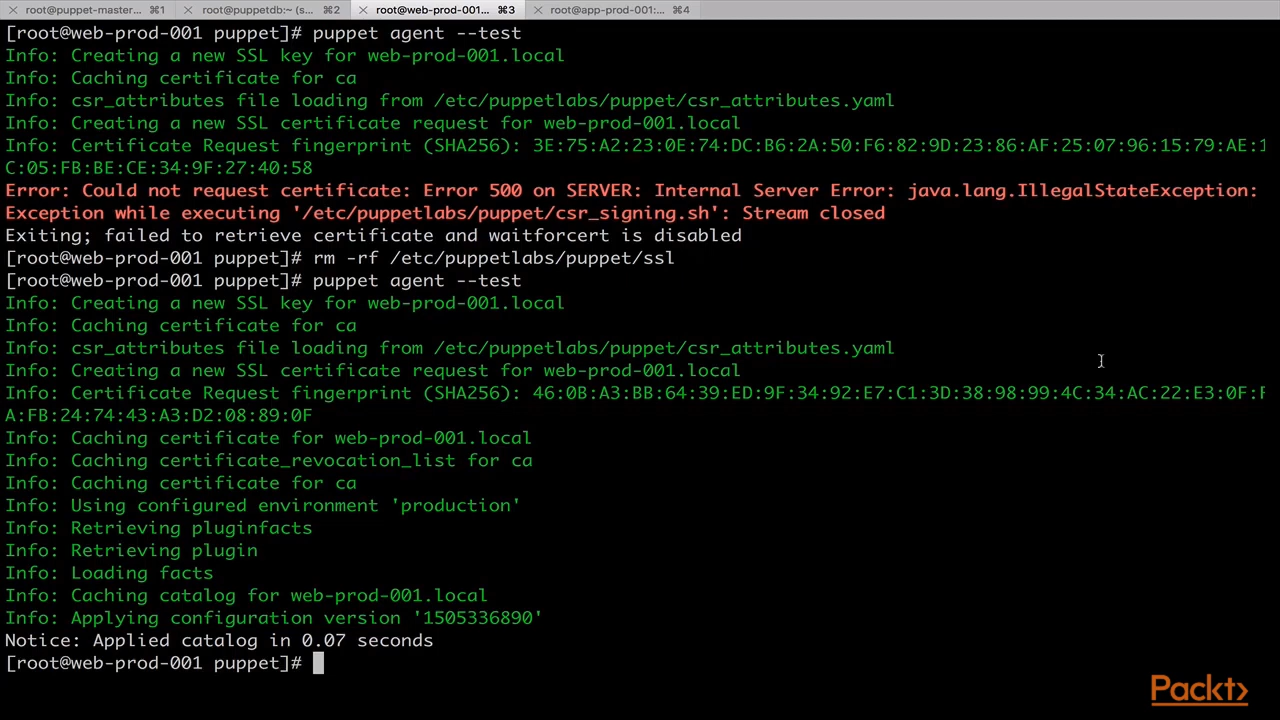 root@puppet-master... ⌘1 root@puppetdb:~ (s... ⌘2 root@web-prod-001... ⌘3 root@app-prod-001:... ⌘4
[root@web-prod-001 puppet]# puppet agent --test
Info: Creating a new SSL key for web-prod-001.local
Info: Caching certificate for ca
Info: csr_attributes file loading from /etc/puppetlabs/puppet/csr_attributes.yaml
Info: Creating a new SSL certificate request for web-prod-001.local
Info: Certificate Request fingerprint (SHA256): 3E:75:A2:23:0E:74:DC:B6:2A:50:F6:82:9D:23:86:AF:25:07:96:15:79:AE:1
C:05:FB:BE:CE:34:9F:27:40:58
Error: Could not request certificate: Error 500 on SERVER: Internal Server Error: java.lang.IllegalStateException:
Exception while executing '/etc/puppetlabs/puppet/csr_signing.sh': Stream closed
Exiting; failed to retrieve certificate and waitforcert is disabled
[root@web-prod-001 puppet]# rm -rf /etc/puppetlabs/puppet/ssl
[root@web-prod-001 puppet]# puppet agent --test
Info: Creating a new SSL key for web-prod-001.local
Info: Caching certificate for ca
Info: csr_attributes file loading from /etc/puppetlabs/puppet/csr_attributes.yaml
Info: Creating a new SSL certificate request for web-prod-001.local
Info: Certificate Request fingerprint (SHA256): 46:0B:A3:BB:64:39:ED:9F:34:92:E7:C1:3D:38:98:99:4C:34:AC:22:E3:0F:F
A:FB:24:74:43:A3:D2:08:89:0F
Info: Caching certificate for web-prod-001.local
Info: Caching certificate_revocation_list for ca
Info: Caching certificate for ca
Info: Using configured environment 'production'
Info: Retrieving pluginfacts
Info: Retrieving plugin
Info: Loading facts
Info: Caching catalog for web-prod-001.local
Info: Applying configuration version '1505336890'
Notice: Applied catalog in 0.07 seconds
[root@web-prod-001 puppet]#
Packt>